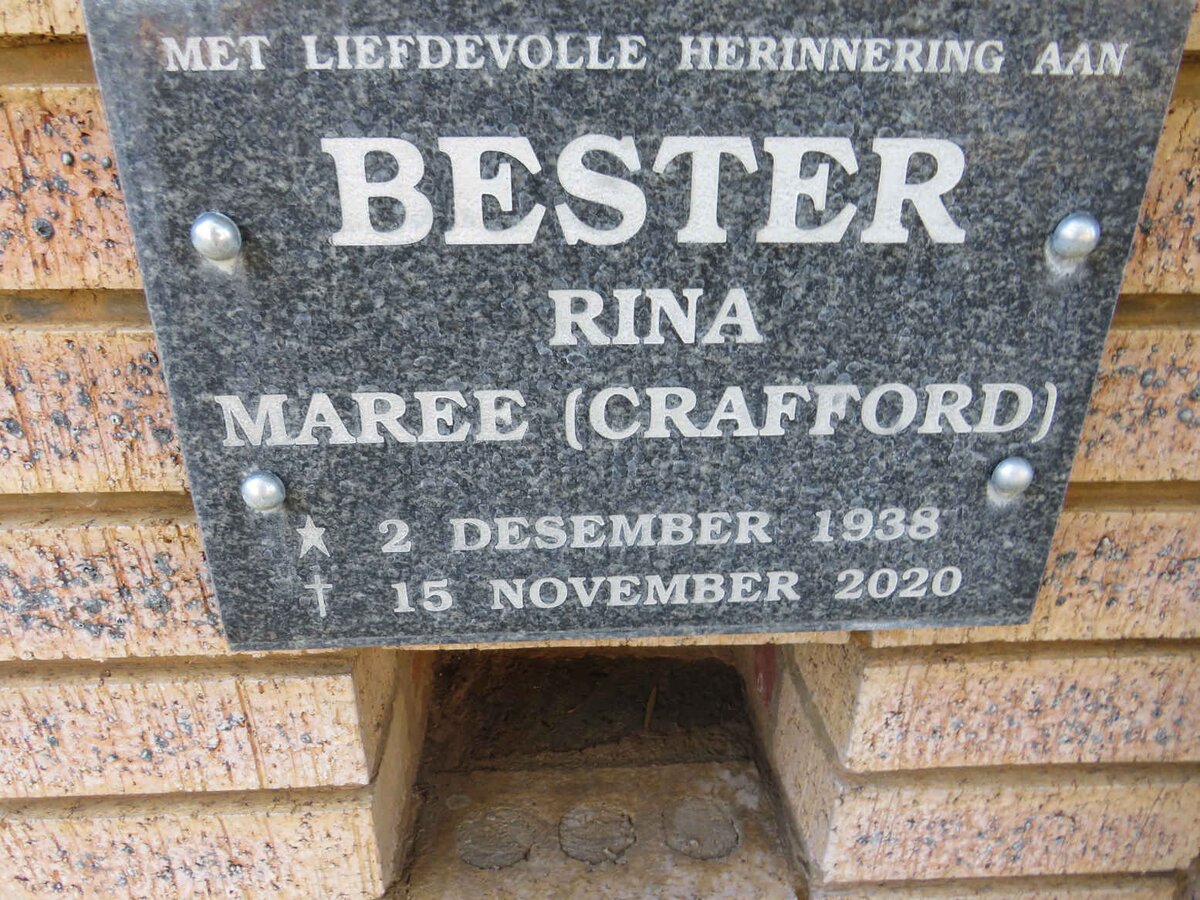 MET LIEFDEVOLLE HERINNERING AAN
BESTER
RINA
MAREE (CRAFFORD)
2 DESEMBER 1938
15 NOVEMBER 2020